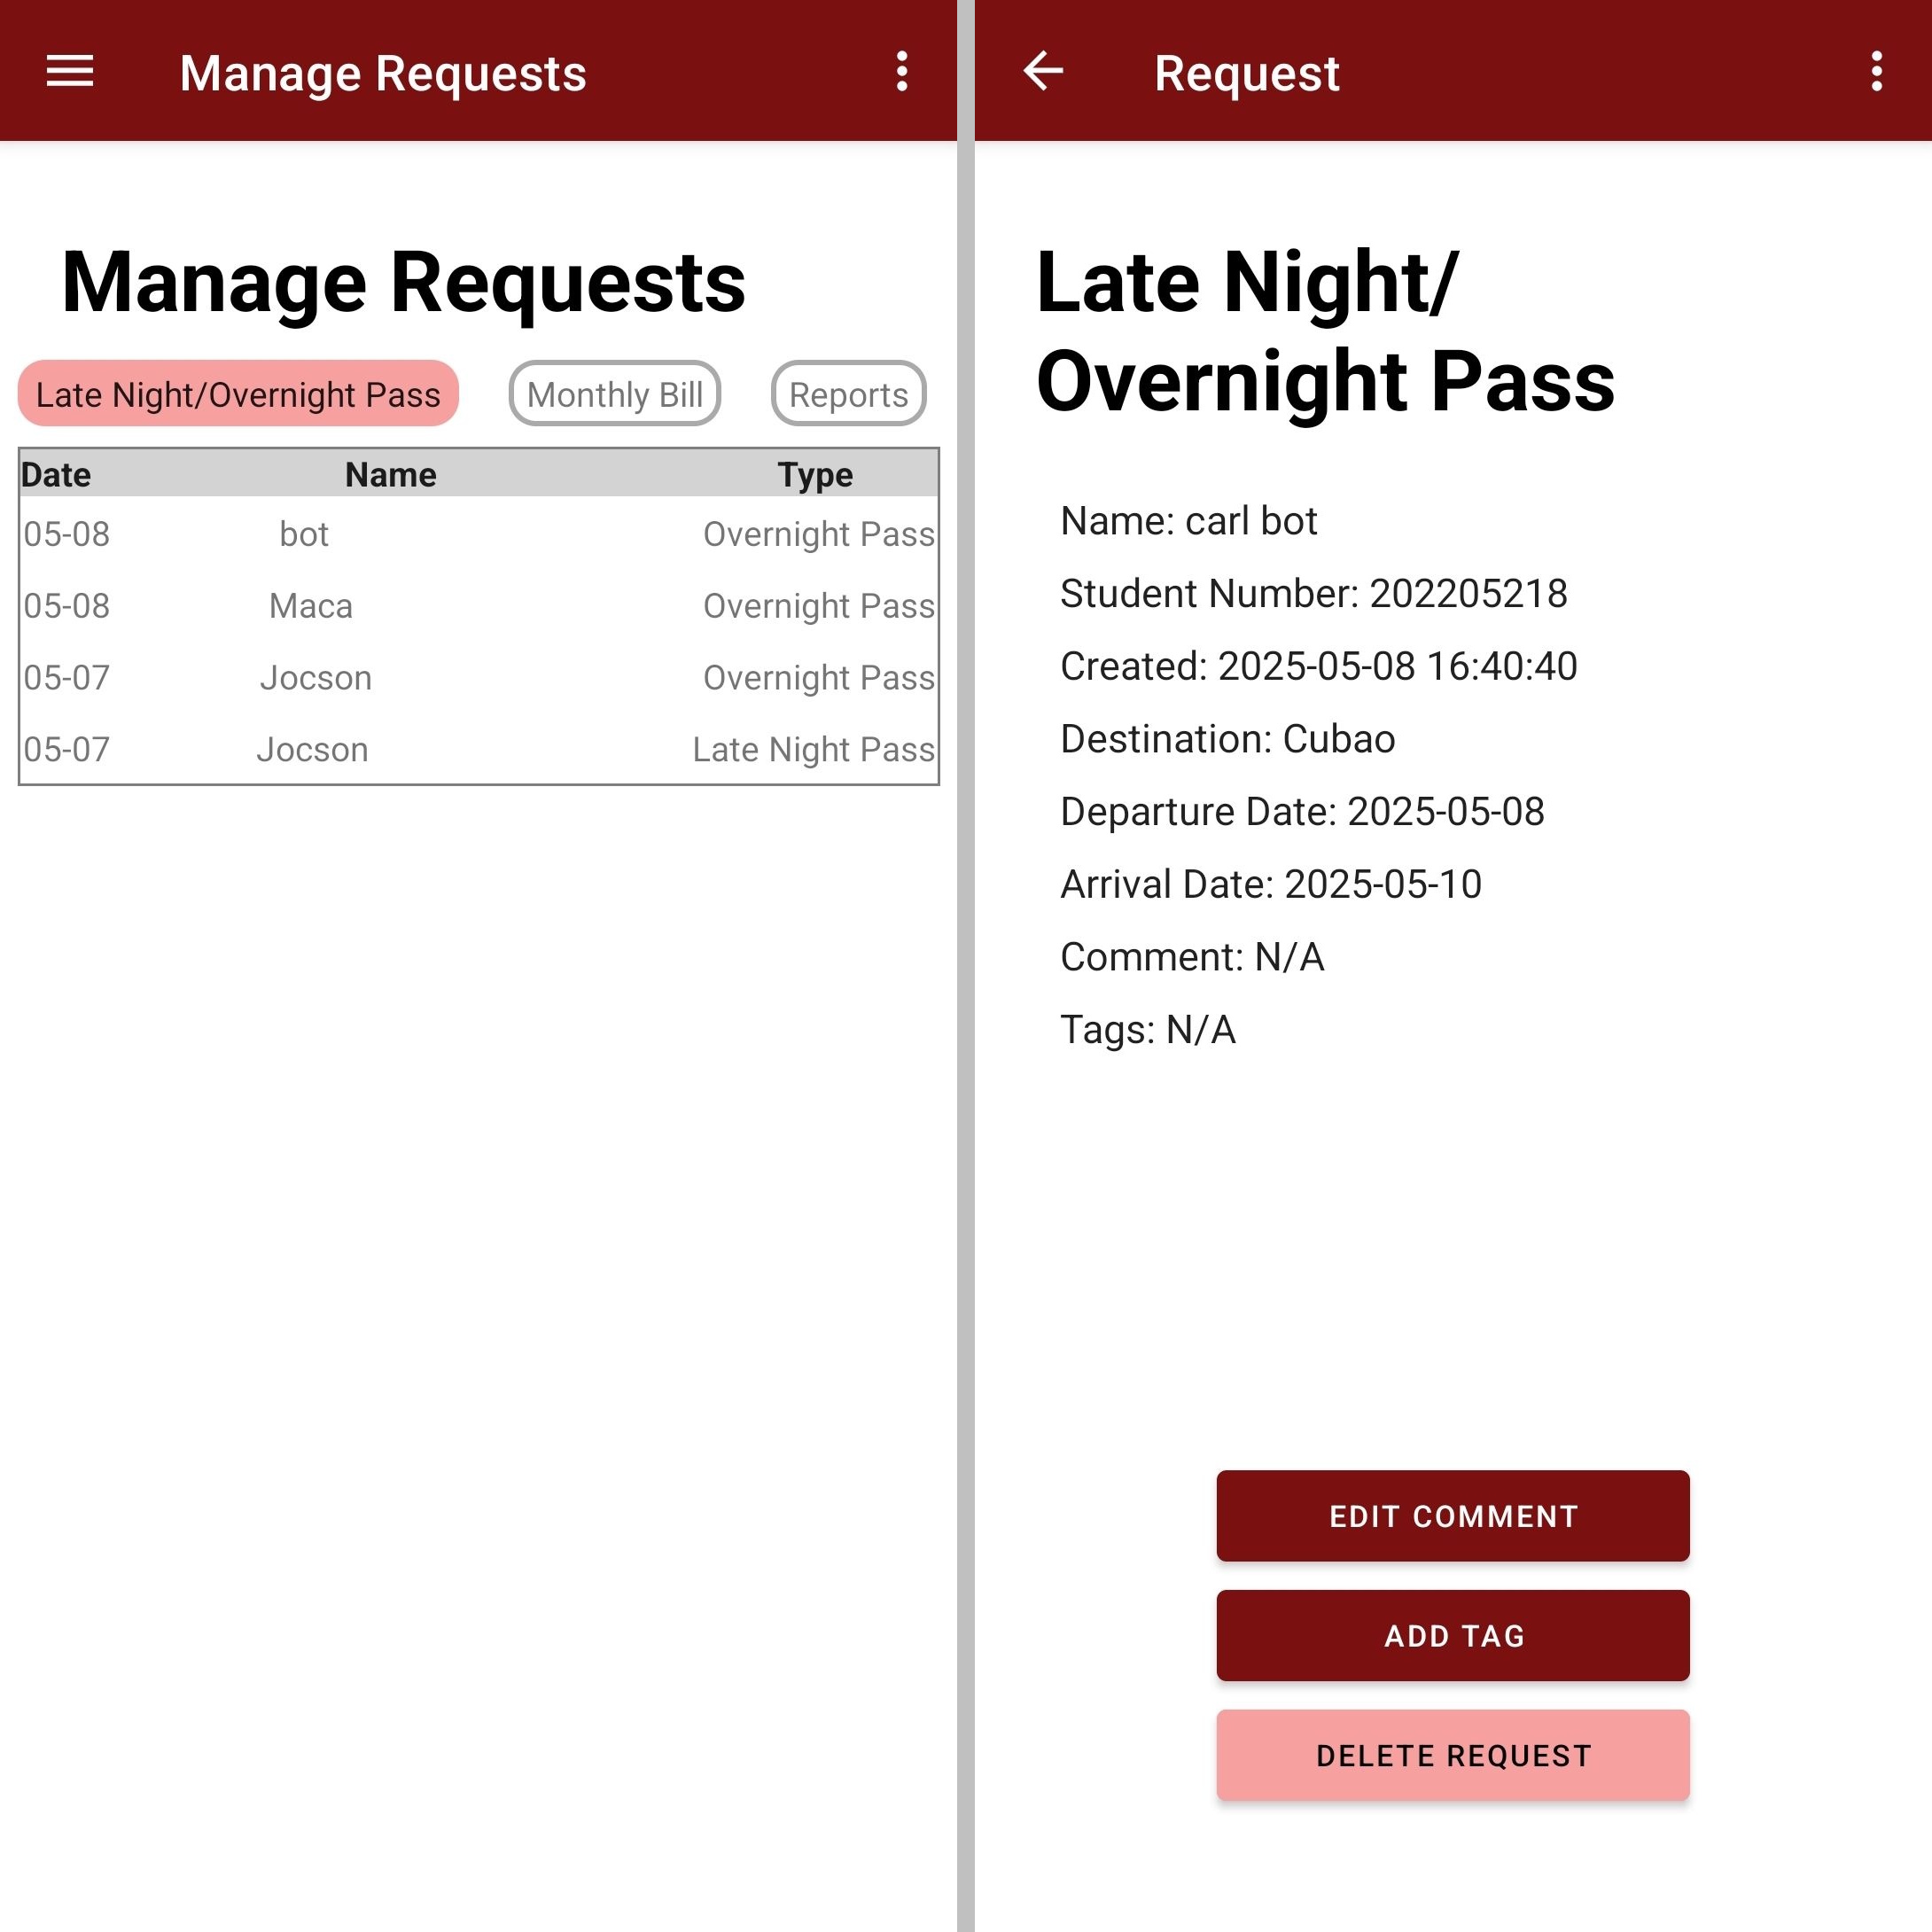 Manage Requests
Manage Requests
Late Night/Overnight Pass Monthly Bill Reports
Date Name Type
05-08 bot Overnight Pass
05-08 Maca Overnight Pass
05-07 Jocson Overnight Pass
05-07 Jocson Late Night Pass
Request
Late Night/
Overnight Pass
Name: carl bot
Student Number: 202205218
Created: 2025-05-08 16:40:40
Destination: Cubao
Departure Date: 2025-05-08
Arrival Date: 2025-05-10
Comment: N/A
Tags: N/A
EDIT COMMENT
ADD TAG
DELETE REQUEST